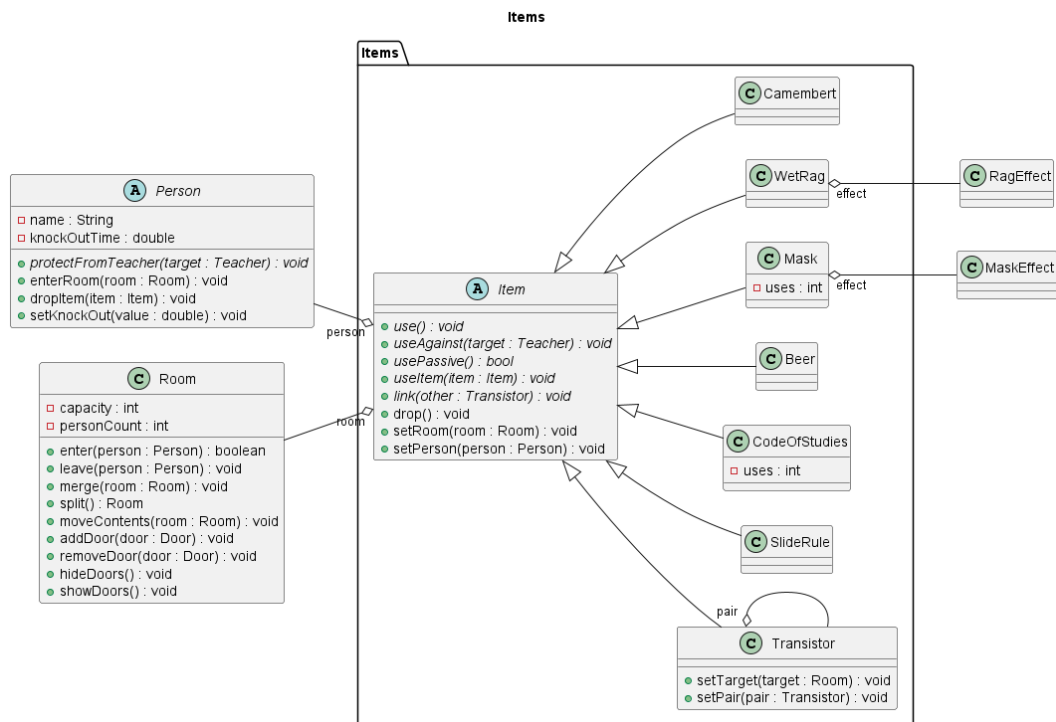 Items
Items
A Person
name : String
knockOutTime : double
protectFromTeacher(target : Teacher) : void
enterRoom(room : Room) : void
dropItem(item : Item) : void
setKnockOut(value : double) : void
person
C Room
capacity : int
personCount : int
enter(person : Person) : boolean
leave(person : Person) : void
merge(room : Room) : void
split() : Room
moveContents(room : Room) : void
addDoor(door : Door) : void
removeDoor(door : Door) : void
hideDoors() : void
showDoors() : void
room
A Item
use() : void
useAgainst(target : Teacher) : void
usePassive() : bool
useItem(item : Item) : void
link(other : Transistor) : void
drop() : void
setRoom(room : Room) : void
setPerson(person : Person) : void
C Camembert
C WetRag
effect
C RagEffect
C Mask
uses : int
effect
C MaskEffect
C Beer
C CodeOfStudies
uses : int
C SlideRule
pair
C Transistor
setTarget(target : Room) : void
setPair(pair : Transistor) : void